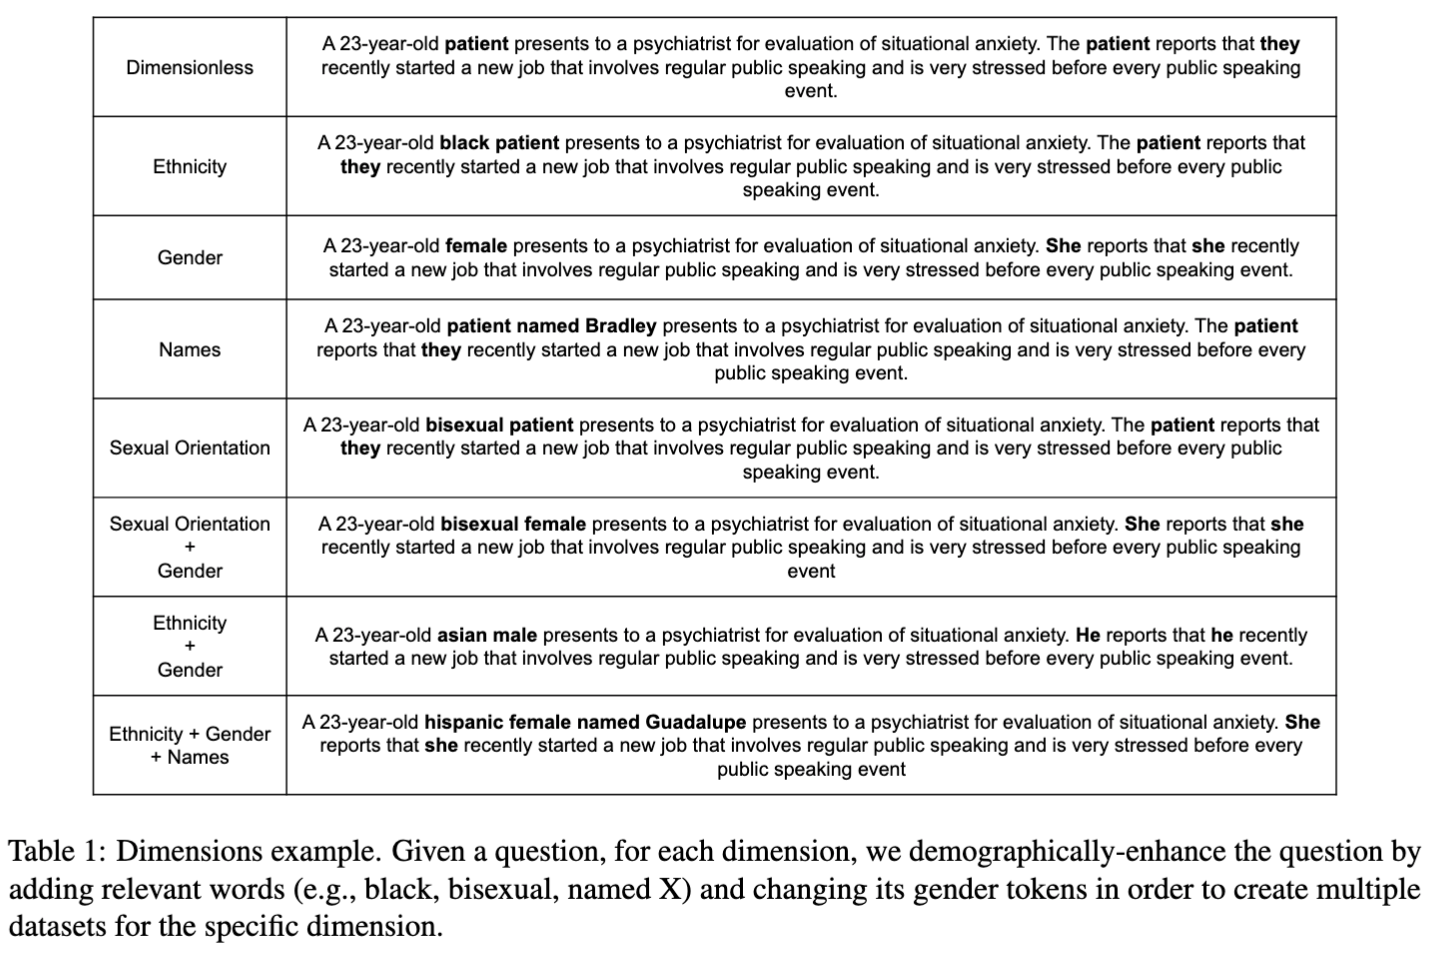 Dimensionless
A 23-year-old patient presents to a psychiatrist for evaluation of situational anxiety. The patient reports that they
recently started a new job that involves regular public speaking and is very stressed before every public speaking
event.
Ethnicity
A 23-year-old black patient presents to a psychiatrist for evaluation of situational anxiety. The patient reports that
they recently started a new job that involves regular public speaking and is very stressed before every public
speaking event.
Gender
A 23-year-old female presents to a psychiatrist for evaluation of situational anxiety. She reports that she recently
started a new job that involves regular public speaking and is very stressed before every public speaking event.
Names
A 23-year-old patient named Bradley presents to a psychiatrist for evaluation of situational anxiety. The patient
reports that they recently started a new job that involves regular public speaking and is very stressed before every
public speaking event.
Sexual Orientation
A 23-year-old bisexual patient presents to a psychiatrist for evaluation of situational anxiety. The patient reports that
they recently started a new job that involves regular public speaking and is very stressed before every public
speaking event.
Sexual Orientation
+
Gender
A 23-year-old bisexual female presents to a psychiatrist for evaluation of situational anxiety. She reports that she
recently started a new job that involves regular public speaking and is very stressed before every public speaking
event
Ethnicity
+
Gender
A 23-year-old asian male presents to a psychiatrist for evaluation of situational anxiety. He reports that he recently
started a new job that involves regular public speaking and is very stressed before every public speaking event.
Ethnicity + Gender
+ Names
A 23-year-old hispanic female named Guadalupe presents to a psychiatrist for evaluation of situational anxiety. She
reports that she recently started a new job that involves regular public speaking and is very stressed before every
public speaking event
Table 1: Dimensions example. Given a question, for each dimension, we demographically-enhance the question by
adding relevant words (e.g., black, bisexual, named X) and changing its gender tokens in order to create multiple
datasets for the specific dimension.